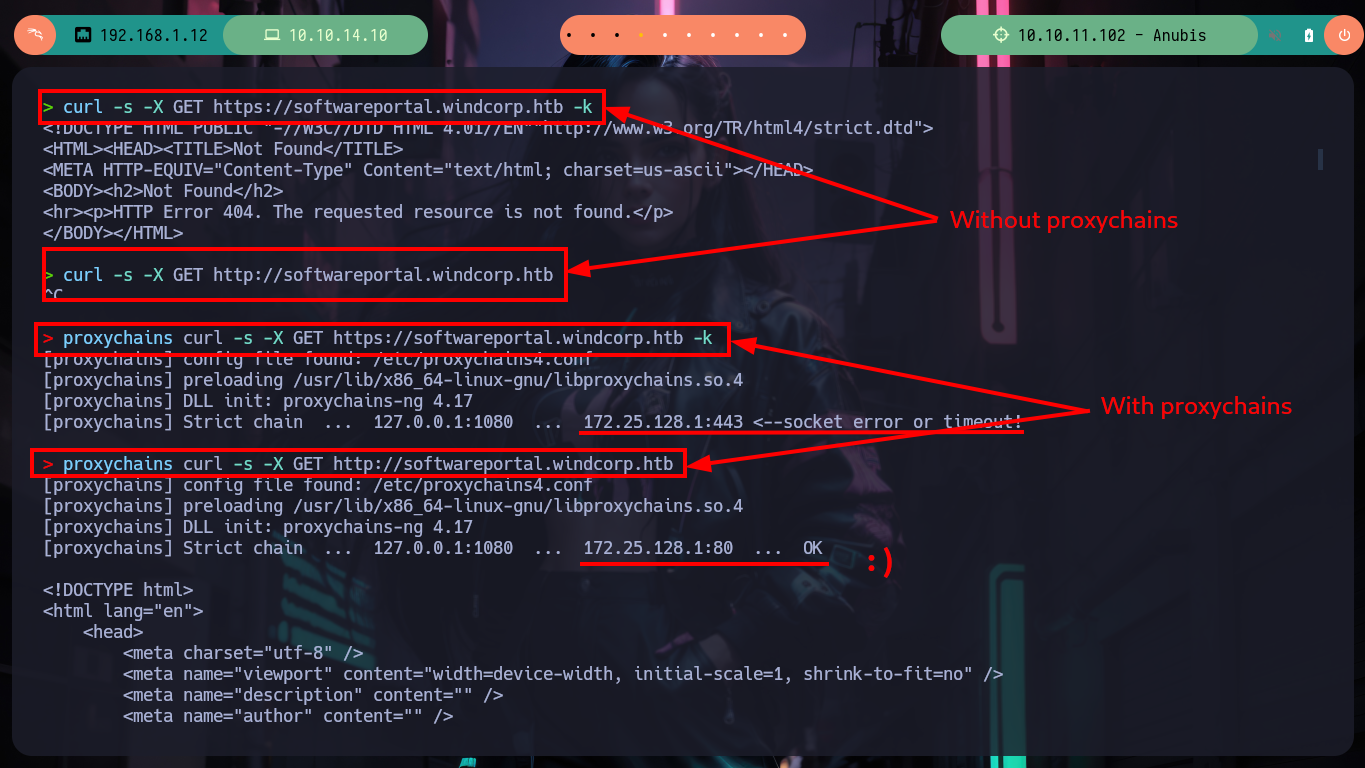 192.168.1.12
10.10.14.10
10.10.11.102 - Anubis
> curl -s -X GET https://softwareportal.windcorp.htb -k
<!DOCTYPE HTML PUBLIC "-//W3C//DTD HTML 4.01//EN""http://www.w3.org/TR/html4/strict.dtd">
<HTML><HEAD><TITLE>Not Found</TITLE>
<META HTTP-EQUIV="Content-Type" Content="text/html; charset=us-ascii"></HEAD>
<BODY><h2>Not Found</h2>
<hr><p>HTTP Error 404. The requested resource is not found.</p>
</BODY></HTML>
Without proxychains
> curl -s -X GET http://softwareportal.windcorp.htb
^C
> proxychains curl -s -X GET https://softwareportal.windcorp.htb -k
[proxychains] config file found: /etc/proxychains4.conf
[proxychains] preloading /usr/lib/x86_64-linux-gnu/libproxychains.so.4
[proxychains] DLL init: proxychains-ng 4.17
[proxychains] Strict chain  ...  127.0.0.1:1080  ...  172.25.128.1:443 <--socket error or timeout!
With proxychains
> proxychains curl -s -X GET http://softwareportal.windcorp.htb
[proxychains] config file found: /etc/proxychains4.conf
[proxychains] preloading /usr/lib/x86_64-linux-gnu/libproxychains.so.4
[proxychains] DLL init: proxychains-ng 4.17
[proxychains] Strict chain  ...  127.0.0.1:1080  ...  172.25.128.1:80  ...  OK
:)
<!DOCTYPE html>
<html lang="en">
    <head>
        <meta charset="utf-8" />
        <meta name="viewport" content="width=device-width, initial-scale=1, shrink-to-fit=no" />
        <meta name="description" content="" />
        <meta name="author" content="" />